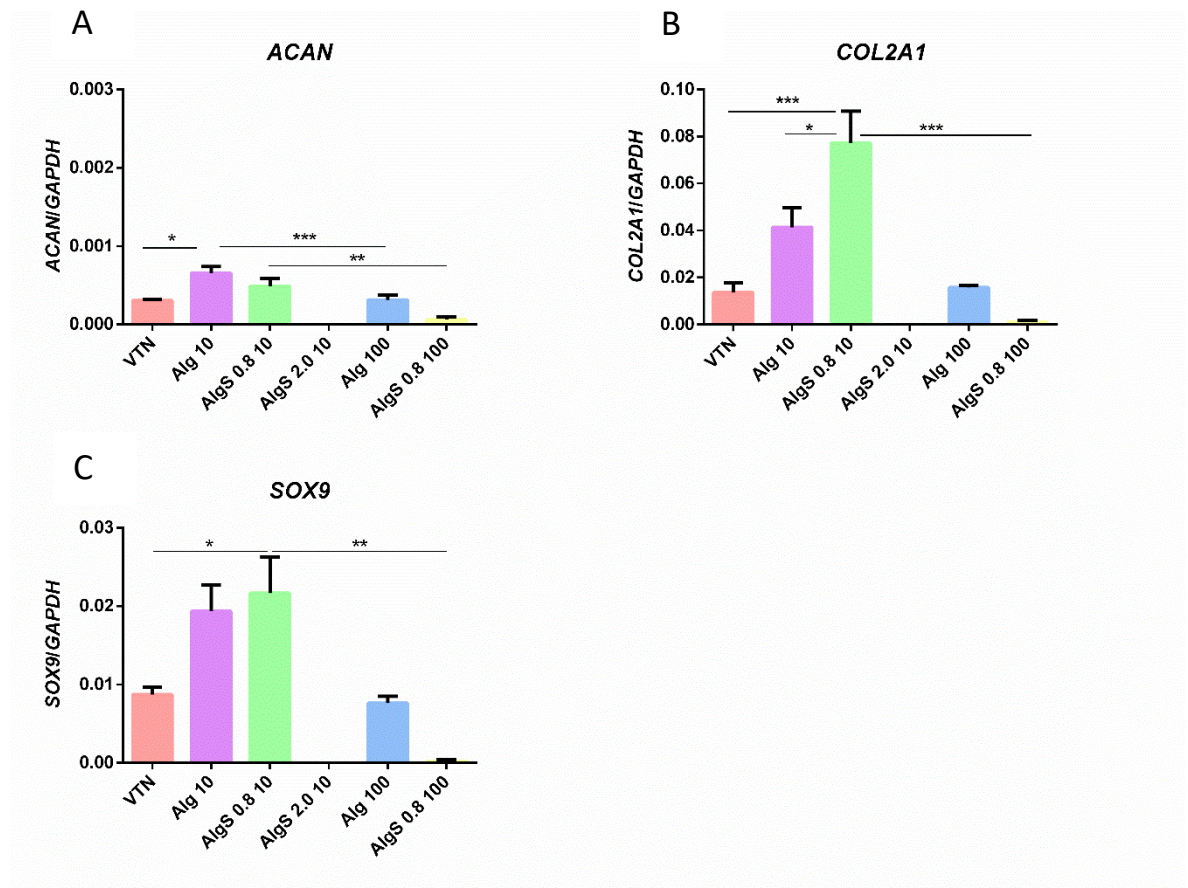 A
ACAN
0.003
0.002
0.001
0.000
ACAN/GAPDH
*
***
**
VTN
Alg 10
AlgS 0.8 10
AlgS 2.0 10
Alg 100
AlgS 0.8 100
B
COL2A1
0.10
0.08
0.06
0.04
0.02
0.00
COL2A1/GAPDH
***
*
***
VTN
Alg 10
AlgS 0.8 10
AlgS 2.0 10
Alg 100
AlgS 0.8 100
C
SOX9
0.03
0.02
0.01
0.00
SOX9/GAPDH
*
**
VTN
Alg 10
AlgS 0.8 10
AlgS 2.0 10
Alg 100
AlgS 0.8 100